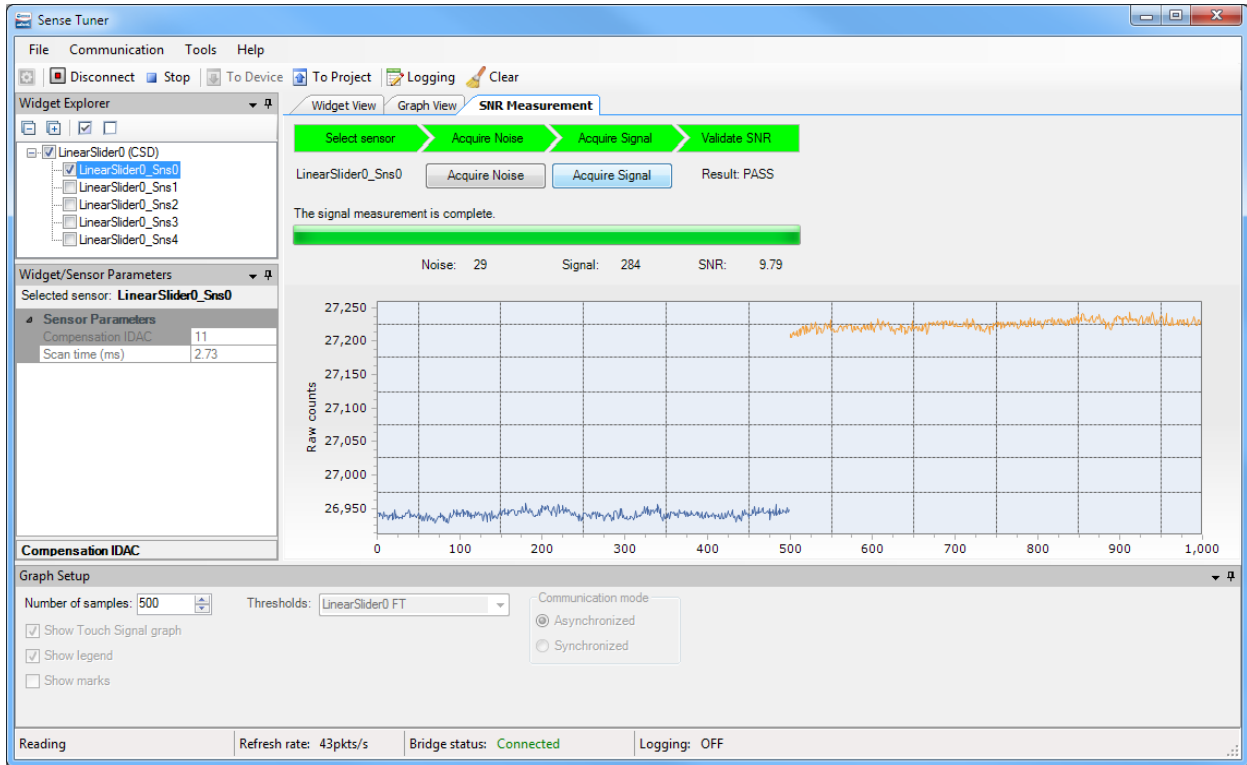 Sense Tuner
File Communication Tools Help
Disconnect Stop To Device To Project Logging Clear
Widget Explorer
LinearSlider0 (CSD)
LinearSlider0_Sns0
LinearSlider0_Sns1
LinearSlider0_Sns2
LinearSlider0_Sns3
LinearSlider0_Sns4
Widget/Sensor Parameters
Selected sensor: LinearSlider0_Sns0
Sensor Parameters
Compensation IDAC 11
Scan time (ms) 2.73
Compensation IDAC
Widget View Graph View SNR Measurement
Select sensor Acquire Noise Acquire Signal Validate SNR
LinearSlider0_Sns0 Acquire Noise Acquire Signal Result: PASS
The signal measurement is complete.
Noise: 29 Signal: 284 SNR: 9.79
Raw counts
27,250
27,200
27,150
27,100
27,050
27,000
26,950
0 100 200 300 400 500 600 700 800 900 1,000
Graph Setup
Number of samples: 500 Thresholds: LinearSlider0 FT Communication mode
Asynchronized
Show Touch Signal graph
Synchronized
Show legend
Show marks
Reading Refresh rate: 43pkts/s Bridge status: Connected Logging: OFF